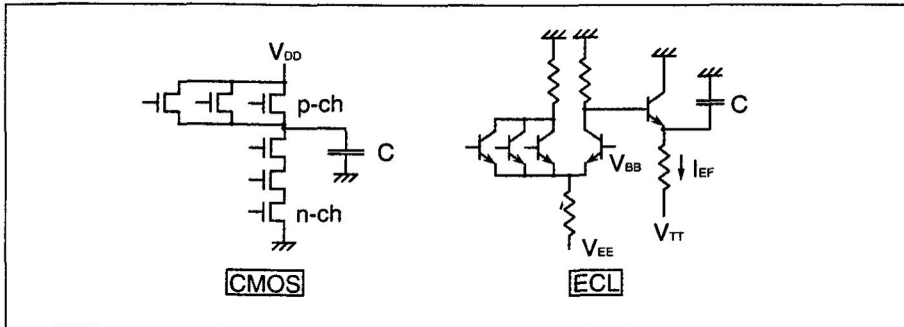 VDD
p-ch
C
n-ch
CMOS
C
VBB
IEF
VTT
VEE
ECL